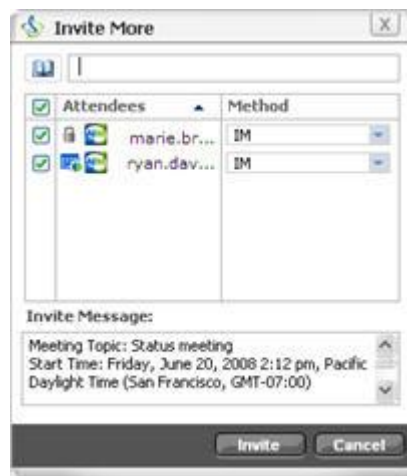 Invite More
Attendees Method
marie.br... IM
ryan.dav... IM
Invite Message:
Meeting Topic: Status meeting
Start Time: Friday, June 20, 2008 2:12 pm, Pacific
Daylight Time (San Francisco, GMT-07:00)
Invite Cancel